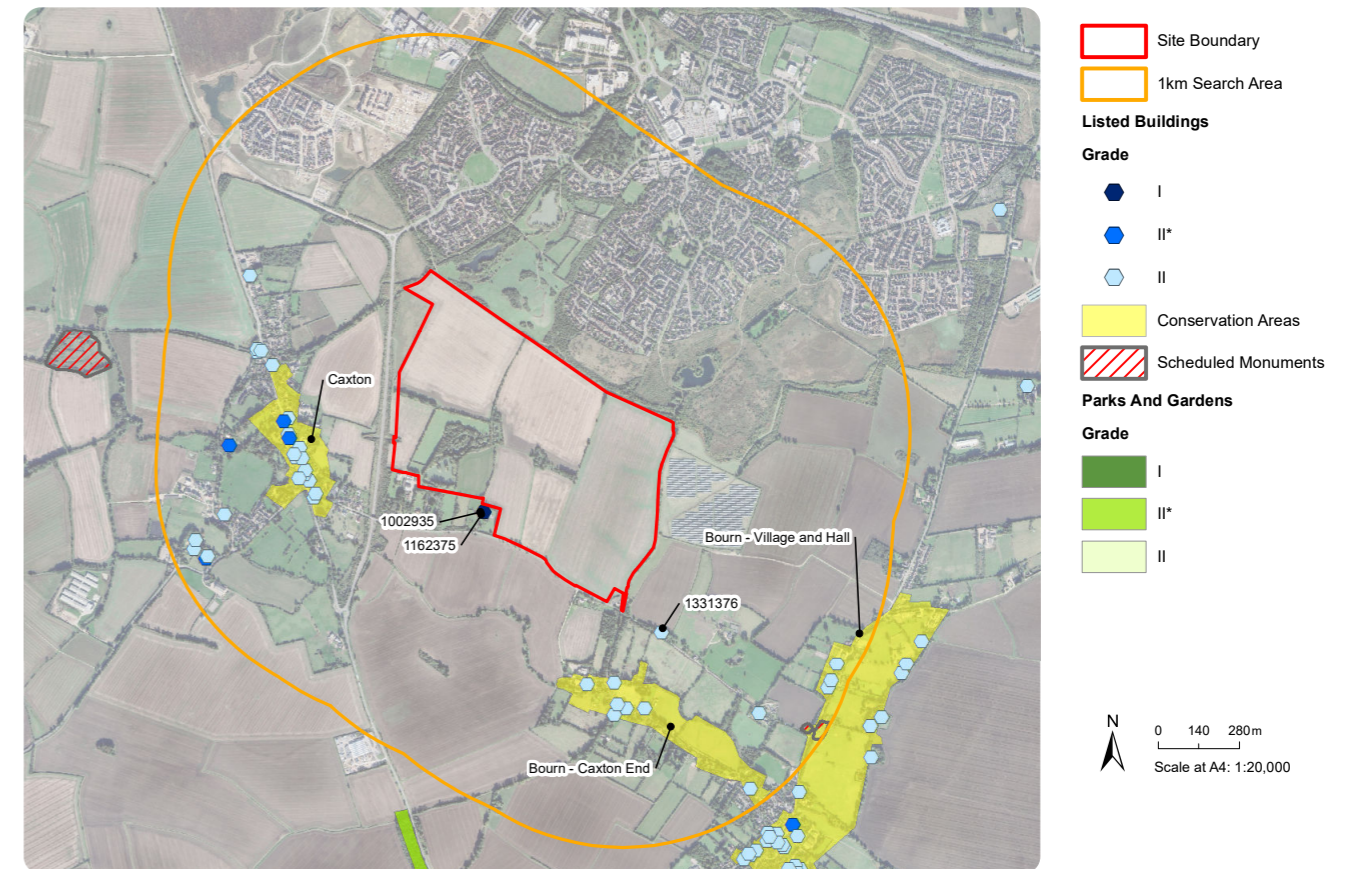 Caxton
1002935
1162375
Bourn - Village and Hall
1331376
Bourn - Caxton End
Site Boundary
1km Search Area
Listed Buildings
Grade
I
II*
II
Conservation Areas
Scheduled Monuments
Parks And Gardens
Grade
I
II*
II
N
0 140 280m
Scale at A4: 1:20,000